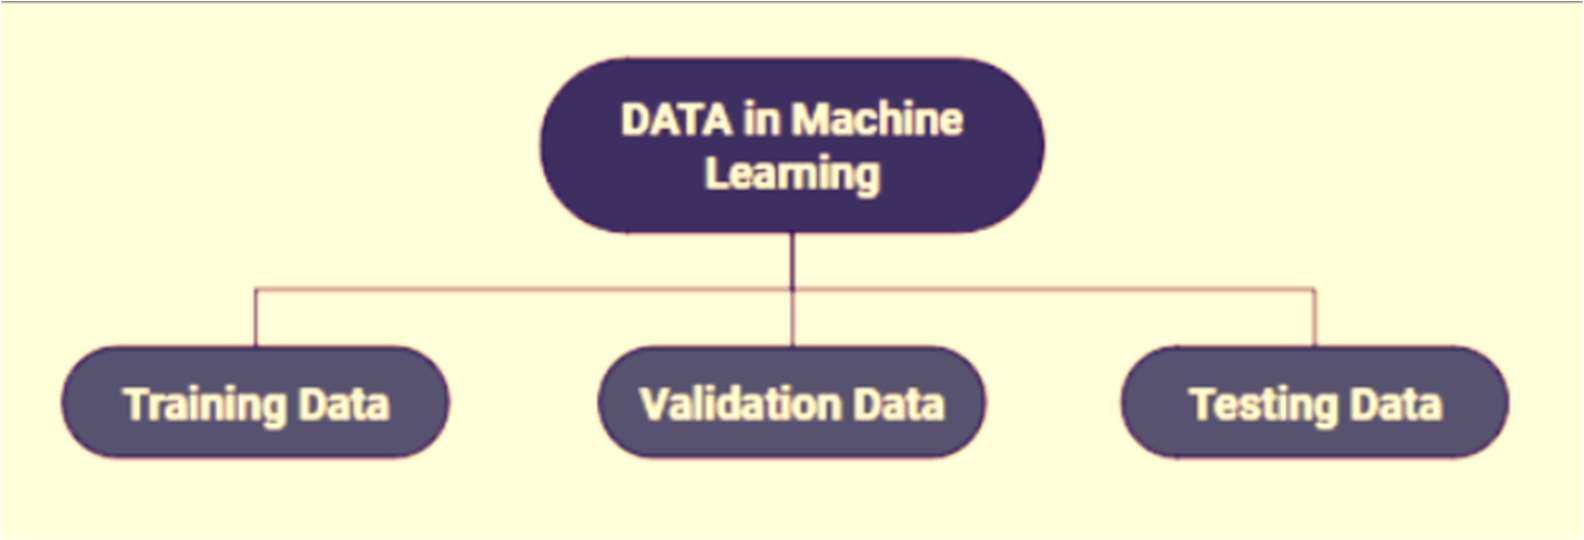 DATA in Machine
Learning
Training Data
Validation Data
Testing Data